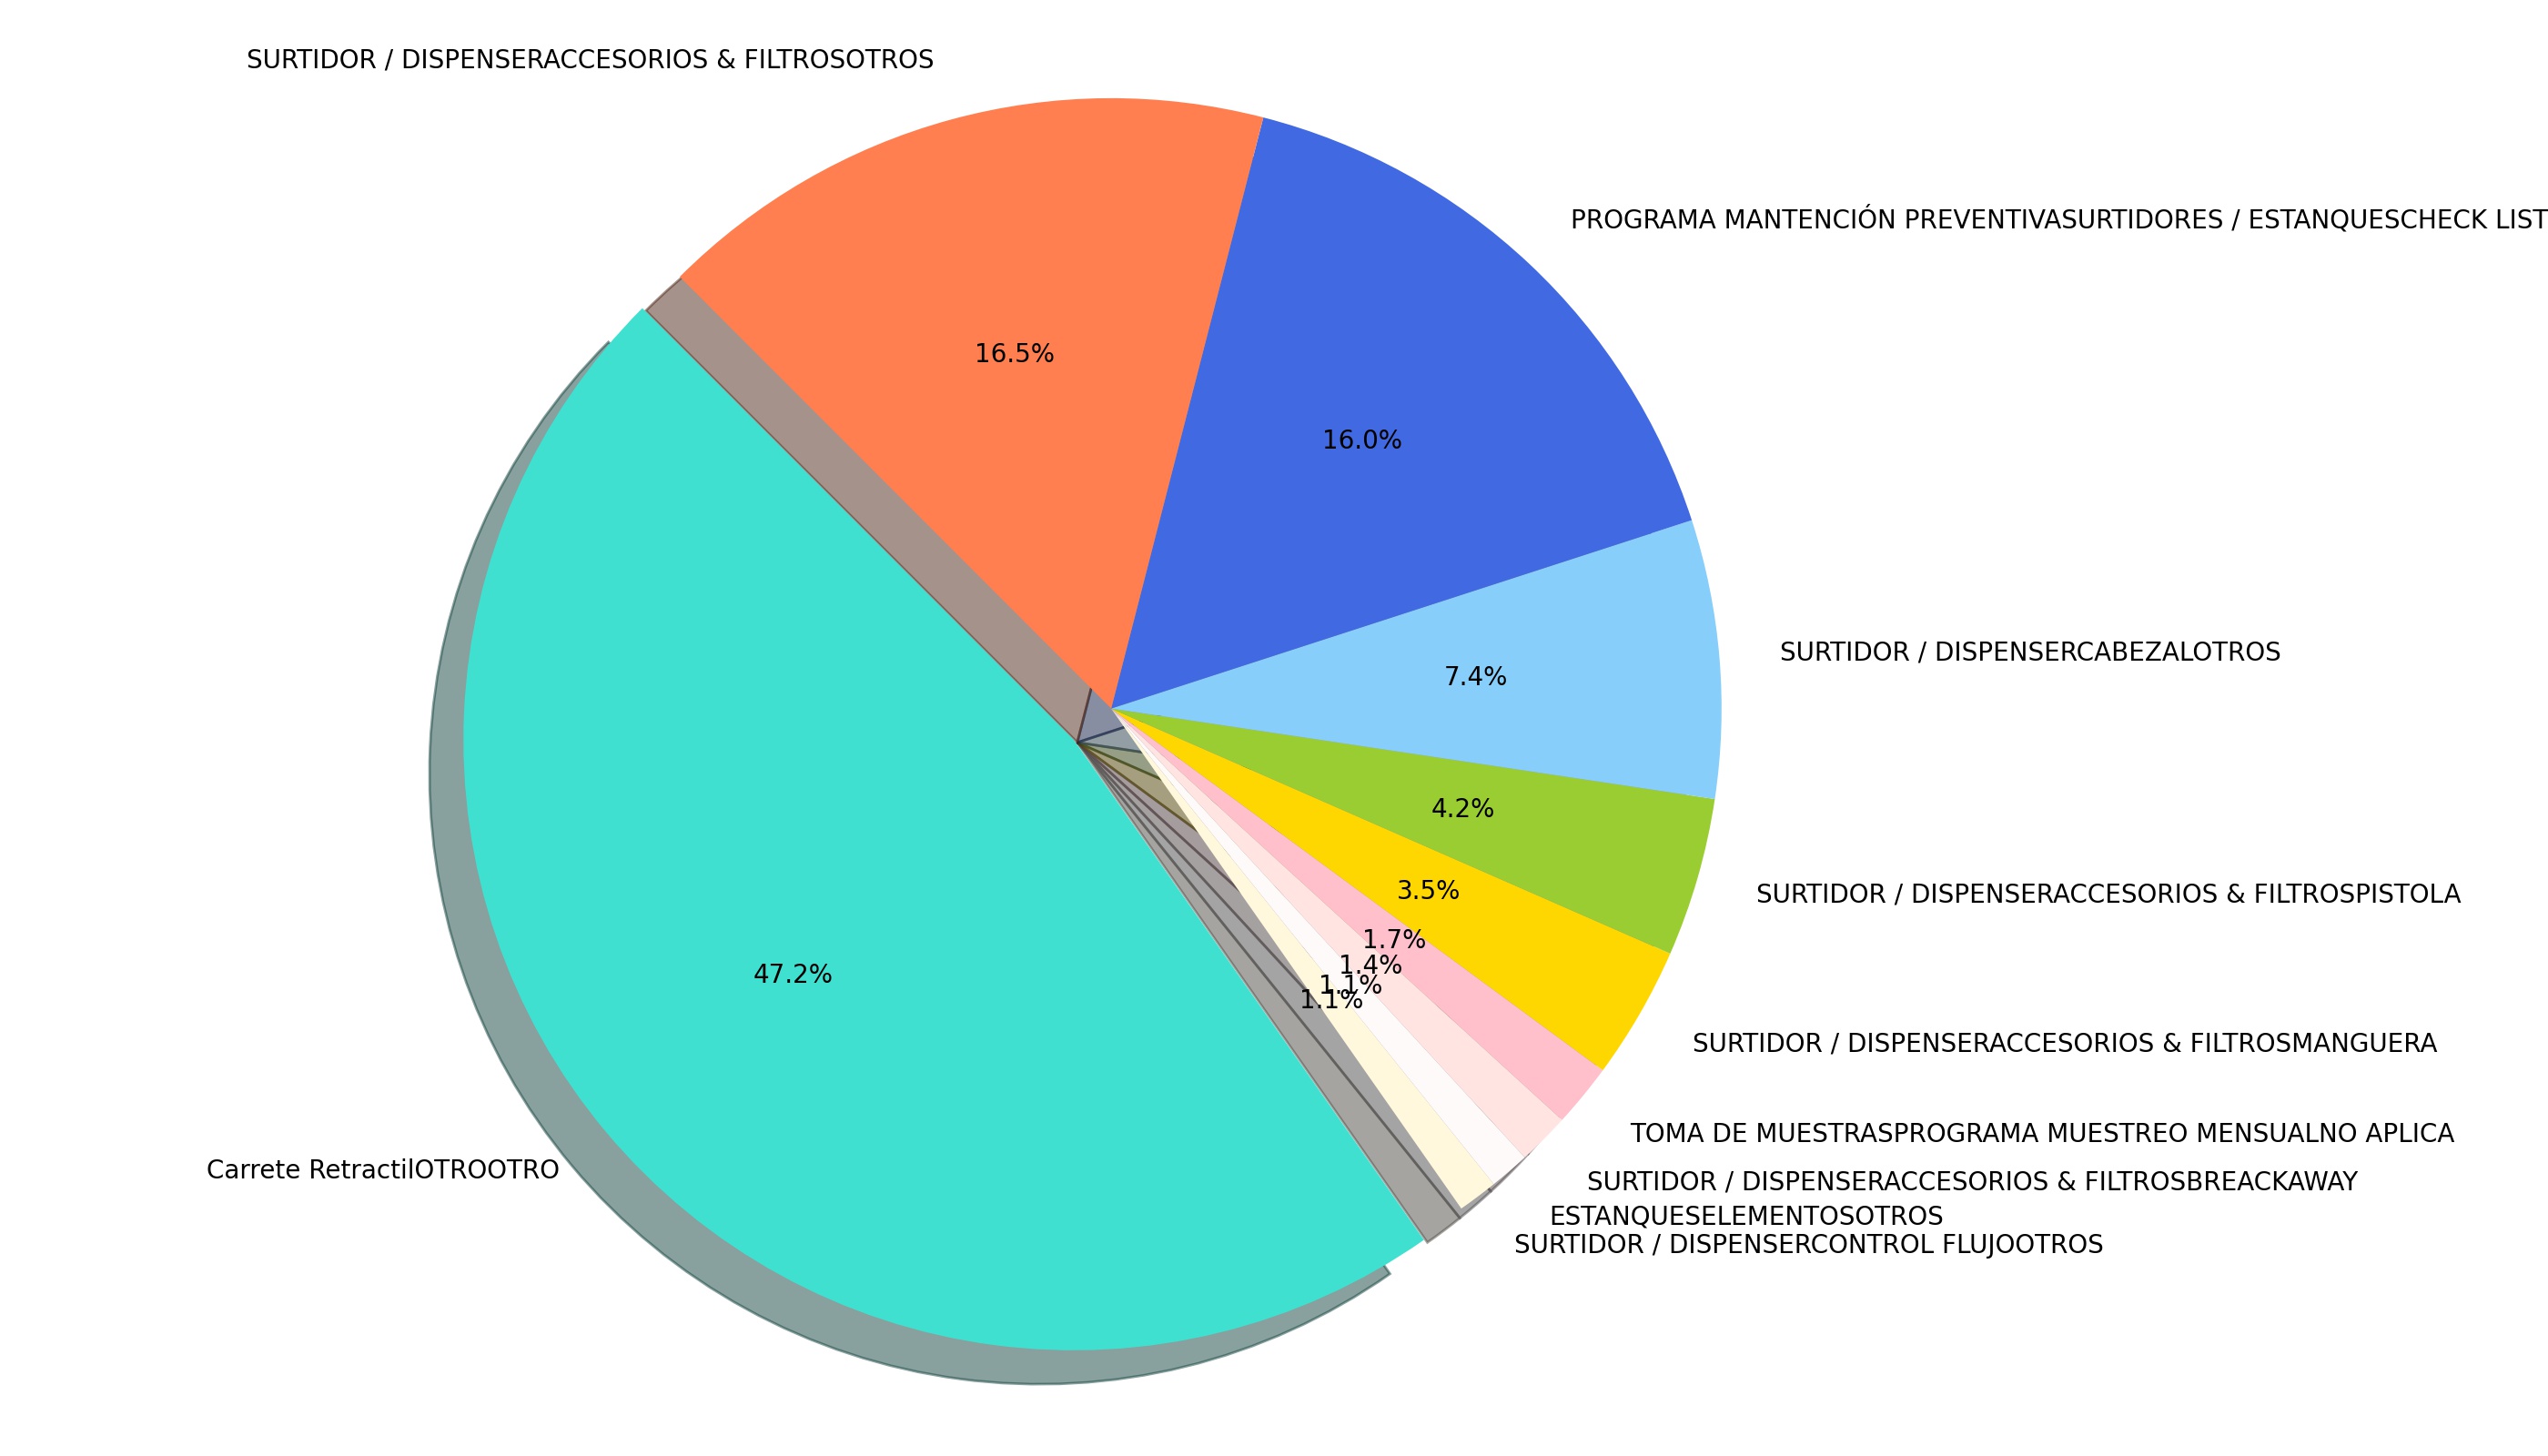 SURTIDOR / DISPENSERACCESORIOS & FILTROSOTROS
PROGRAMA MANTENCIÓN PREVENTIVASURTIDORES / ESTANQUESCHECK LIST
16.5%
16.0%
SURTIDOR / DISPENSERCABEZALOTROS
7.4%
4.2%
SURTIDOR / DISPENSERACCESORIOS & FILTROSPISTOLA
3.5%
1.7%
1.4%
47.2%
1.1%
1.1%
SURTIDOR / DISPENSERACCESORIOS & FILTROSMANGUERA
TOMA DE MUESTRASPROGRAMA MUESTREO MENSUALNO APLICA
Carrete RetractilOTROOTRO
SURTIDOR / DISPENSERACCESORIOS & FILTROSBREACKAWAY
ESTANQUESELEMENTOSOTROS
SURTIDOR / DISPENSERCONTROL FLUJOOTROS